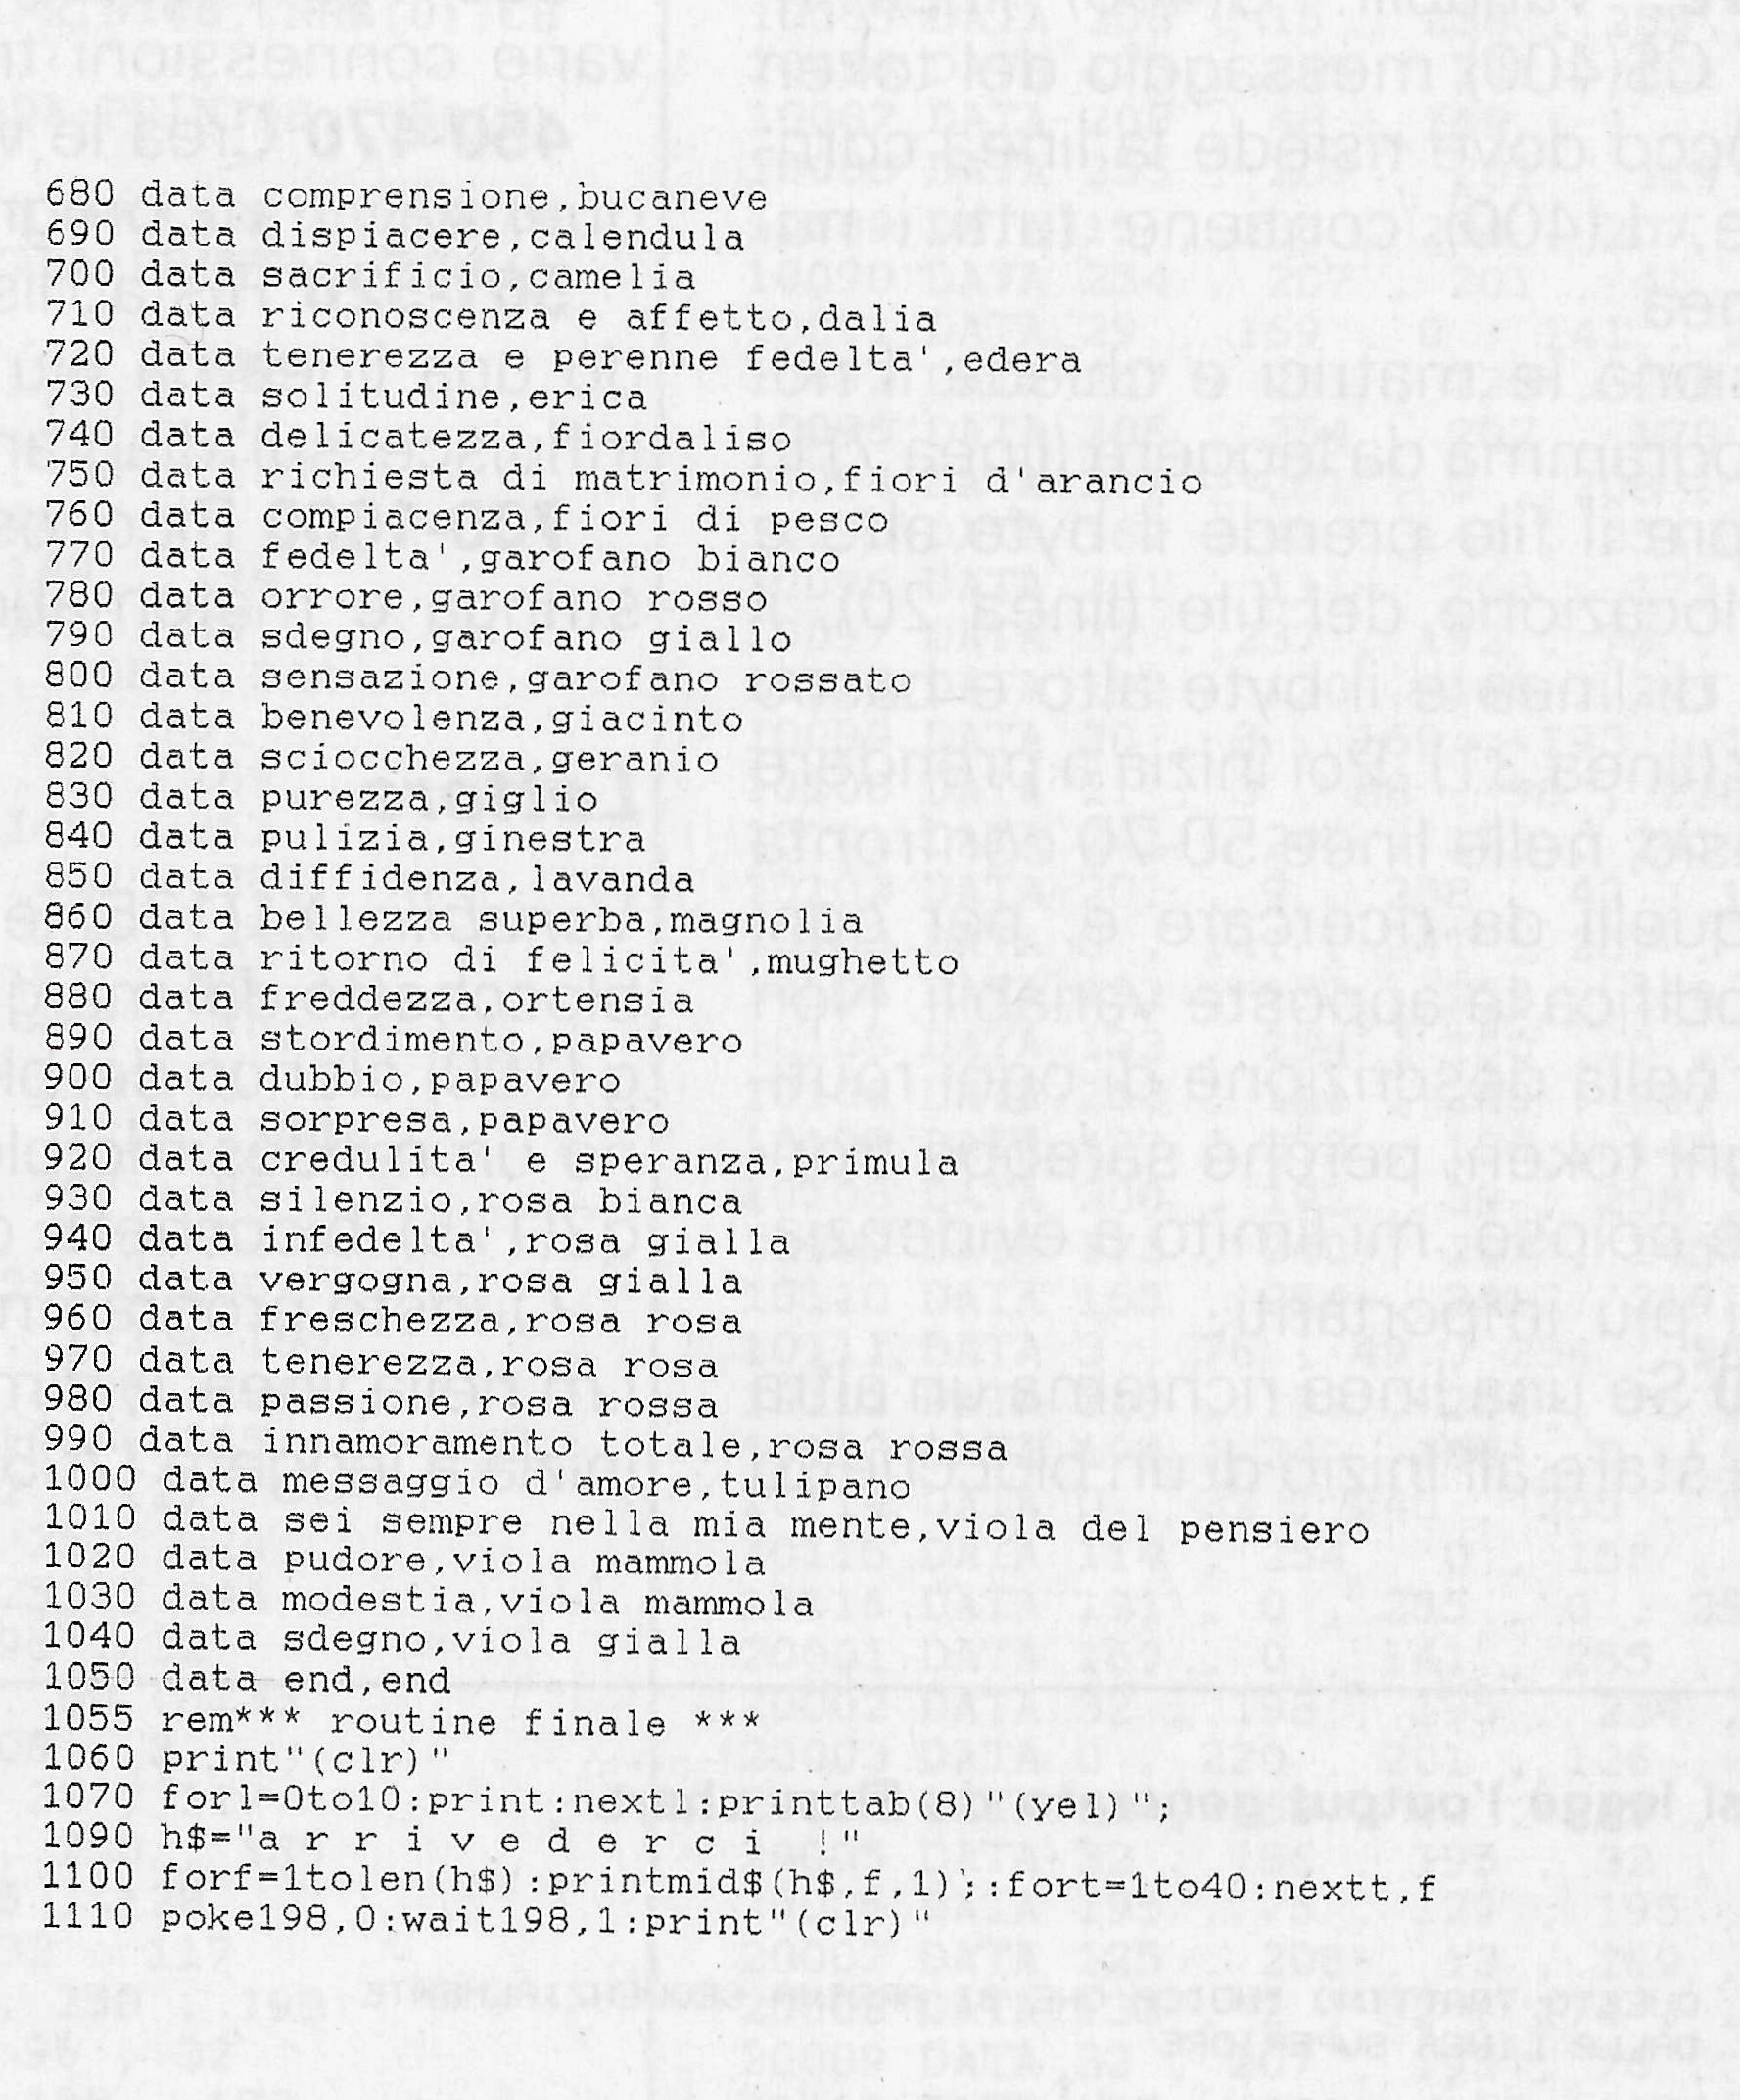 680 data comprensione,bucaneve
690 data dispiacere,calendula
700 data sacrificio,camelia
710 data riconoscenza e affetto,dalia
720 data tenerezza e perenne fedelta',edera
730 data solitudine,erica
740 data delicatezza,fiordaliso
750 data richiesta di matrimonio,fiori d'arancio
760 data compiacenza,fiori di pesco
770 data fedelta',garofano bianco
780 data orrore,garofano rosso
790 data sdegno,garofano giallo
800 data sensazione,garofano rossato
810 data benevolenza,giacinto
820 data sciocchezza,geranio
830 data purezza,giglio
840 data pulizia,ginestra
850 data diffidenza,lavanda
860 data bellezza superba,magnolia
870 data ritorno di felicita',mughetto
880 data freddezza,ortensia
890 data stordimento,papavero
900 data dubbio,papavero
910 data sorpresa,papavero
920 data credulita' e speranza,primula
930 data silenzio,rosa bianca
940 data infedelta',rosa gialla
950 data vergogna,rosa gialla
960 data freschezza,rosa rosa
970 data tenerezza,rosa rosa
980 data passione,rosa rossa
990 data innamoramento totale,rosa rossa
1000 data messaggio d'amore,tulipano
1010 data sei sempre nella mia mente,viola del pensiero
1020 data pudore,viola mammola
1030 data modestia,viola mammola
1040 data sdegno,viola gialla
1050 data end,end
1055 rem*** routine finale ***
1060 print"(clr)"
1070 forl=0to10:print:nextl:printtab(8)"(yel)";
1090 h$="a r r i v e d e r c i  !"
1100 forf=1tolen(h$):printmid$(h$,f,1);:fort=1to40:nextt,f
1110 poke198,0:wait198,1:print"(clr)"